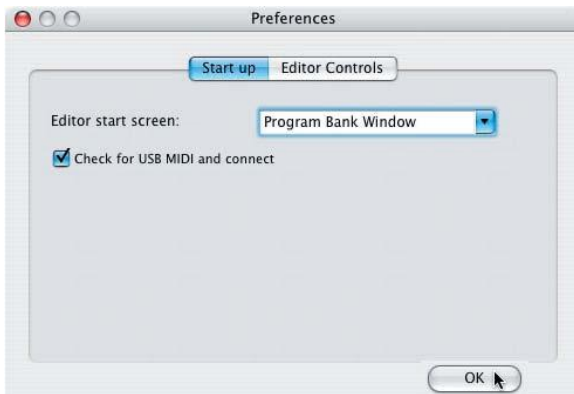 Preferences
Start up Editor Controls
Editor start screen: Program Bank Window
Check for USB MIDI and connect
OK